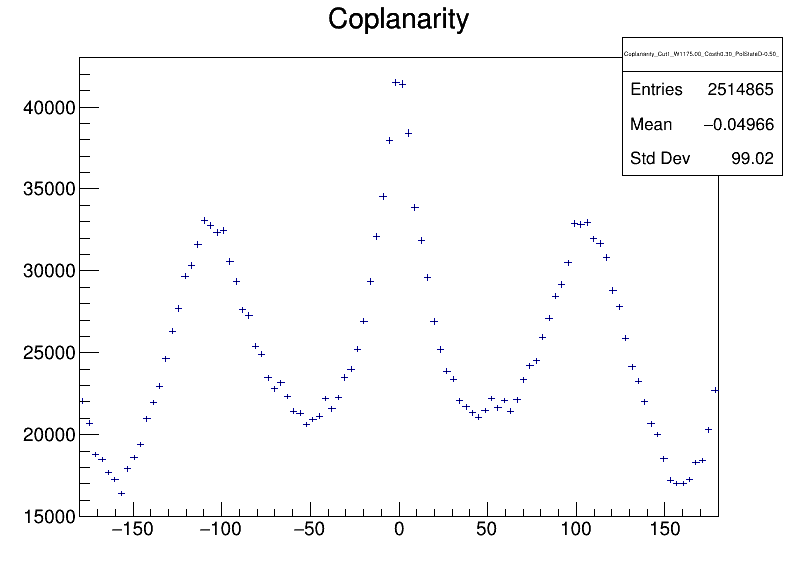 Coplanarity
Coplanarity_Cut1_W1175.00_Costh0.30_PolStateD-0.50_
Entries 2514865
Mean −0.04966
Std Dev 99.02
40000
35000
30000
25000
20000
15000
−150 −100 −50 0 50 100 150